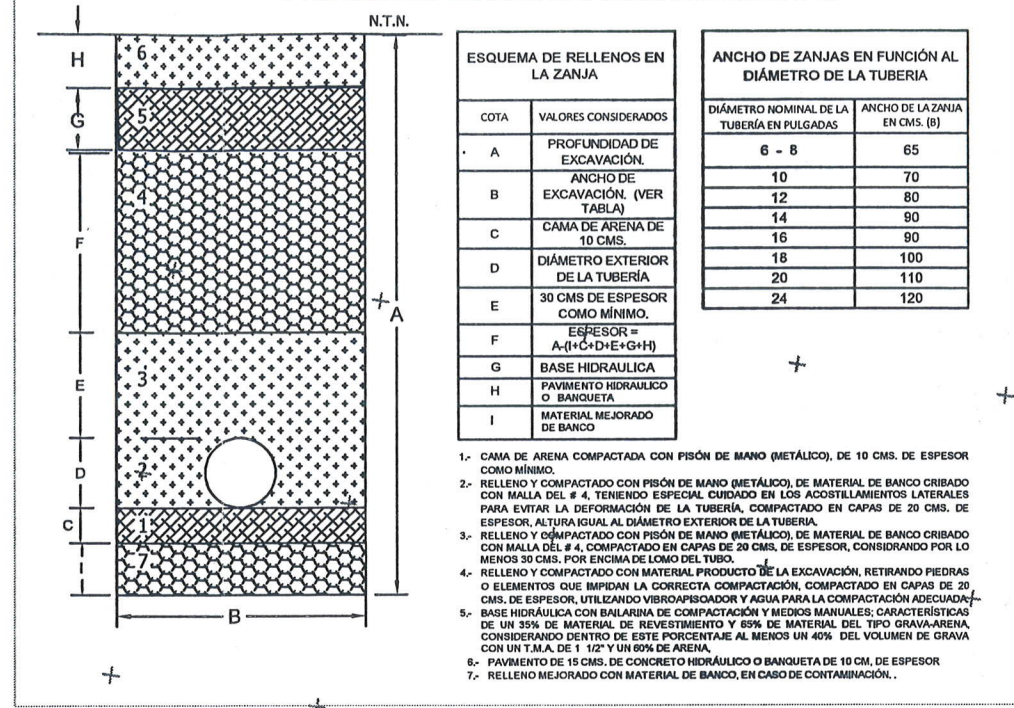 N.T.N.
H
6
G
5
F
4
A
E
3
D
2
C
1
7
B
ESQUEMA DE RELLENOS EN
LA ZANJA
COTA VALORES CONSIDERADOS
A PROFUNDIDAD DE
EXCAVACIÓN.
B ANCHO DE
EXCAVACIÓN. (VER
TABLA)
C CAMA DE ARENA DE
10 CMS.
D DIÁMETRO EXTERIOR
DE LA TUBERÍA
E 30 CMS DE ESPESOR
COMO MÍNIMO.
F ESPESOR =
A-(I+C+D+E+G+H)
G BASE HIDRAULICA
H PAVIMENTO HIDRAULICO
O BANQUETA
I MATERIAL MEJORADO
DE BANCO
ANCHO DE ZANJAS EN FUNCIÓN AL
DIÁMETRO DE LA TUBERIA
DIÁMETRO NOMINAL DE LA
TUBERÍA EN PULGADAS
ANCHO DE LA ZANJA
EN CMS. (B)
6 - 8 65
10 70
12 80
14 90
16 90
18 100
20 110
24 120
1.- CAMA DE ARENA COMPACTADA CON PISÓN DE MANO (METÁLICO), DE 10 CMS. DE ESPESOR
COMO MÍNIMO.
2.- RELLENO Y COMPACTADO CON PISÓN DE MANO (METÁLICO), DE MATERIAL DE BANCO CRIBADO
CON MALLA DEL # 4, TENIENDO ESPECIAL CUIDADO EN LOS ACOSTILLAMIENTOS LATERALES
PARA EVITAR LA DEFORMACIÓN DE LA TUBERÍA, COMPACTADO EN CAPAS DE 20 CMS. DE
ESPESOR, ALTURA IGUAL AL DIÁMETRO EXTERIOR DE LA TUBERIA.
3.- RELLENO Y COMPACTADO CON PISÓN DE MANO (METÁLICO), DE MATERIAL DE BANCO CRIBADO
CON MALLA DEL # 4, COMPACTADO EN CAPAS DE 20 CMS. DE ESPESOR, CONSIDERANDO POR LO
MENOS 30 CMS. POR ENCIMA DE LOMO DEL TUBO.
4.- RELLENO Y COMPACTADO CON MATERIAL PRODUCTO DE LA EXCAVACIÓN, RETIRANDO PIEDRAS
O ELEMENTOS QUE IMPIDAN LA CORRECTA COMPACTACIÓN, COMPACTADO EN CAPAS DE 20
CMS. DE ESPESOR, UTILIZANDO VIBROAPISOADOR Y AGUA PARA LA COMPACTACIÓN ADECUADA.
5.- BASE HIDRÁULICA CON BAILARINA DE COMPACTACIÓN Y MEDIOS MANUALES; CARACTERÍSTICAS
DE UN 35% DE MATERIAL DE REVESTIMIENTO Y 65% DE MATERIAL DEL TIPO GRAVA-ARENA,
CONSIDERANDO DENTRO DE ESTE PORCENTAJE AL MENOS UN 40% DEL VOLUMEN DE GRAVA
CON UN T.M.A. DE 1 1/2" Y UN 60% DE ARENA,
6.- PAVIMENTO DE 15 CMS. DE CONCRETO HIDRÁULICO O BANQUETA DE 10 CM, DE ESPESOR
7.- RELLENO MEJORADO CON MATERIAL DE BANCO, EN CASO DE CONTAMINACIÓN. .